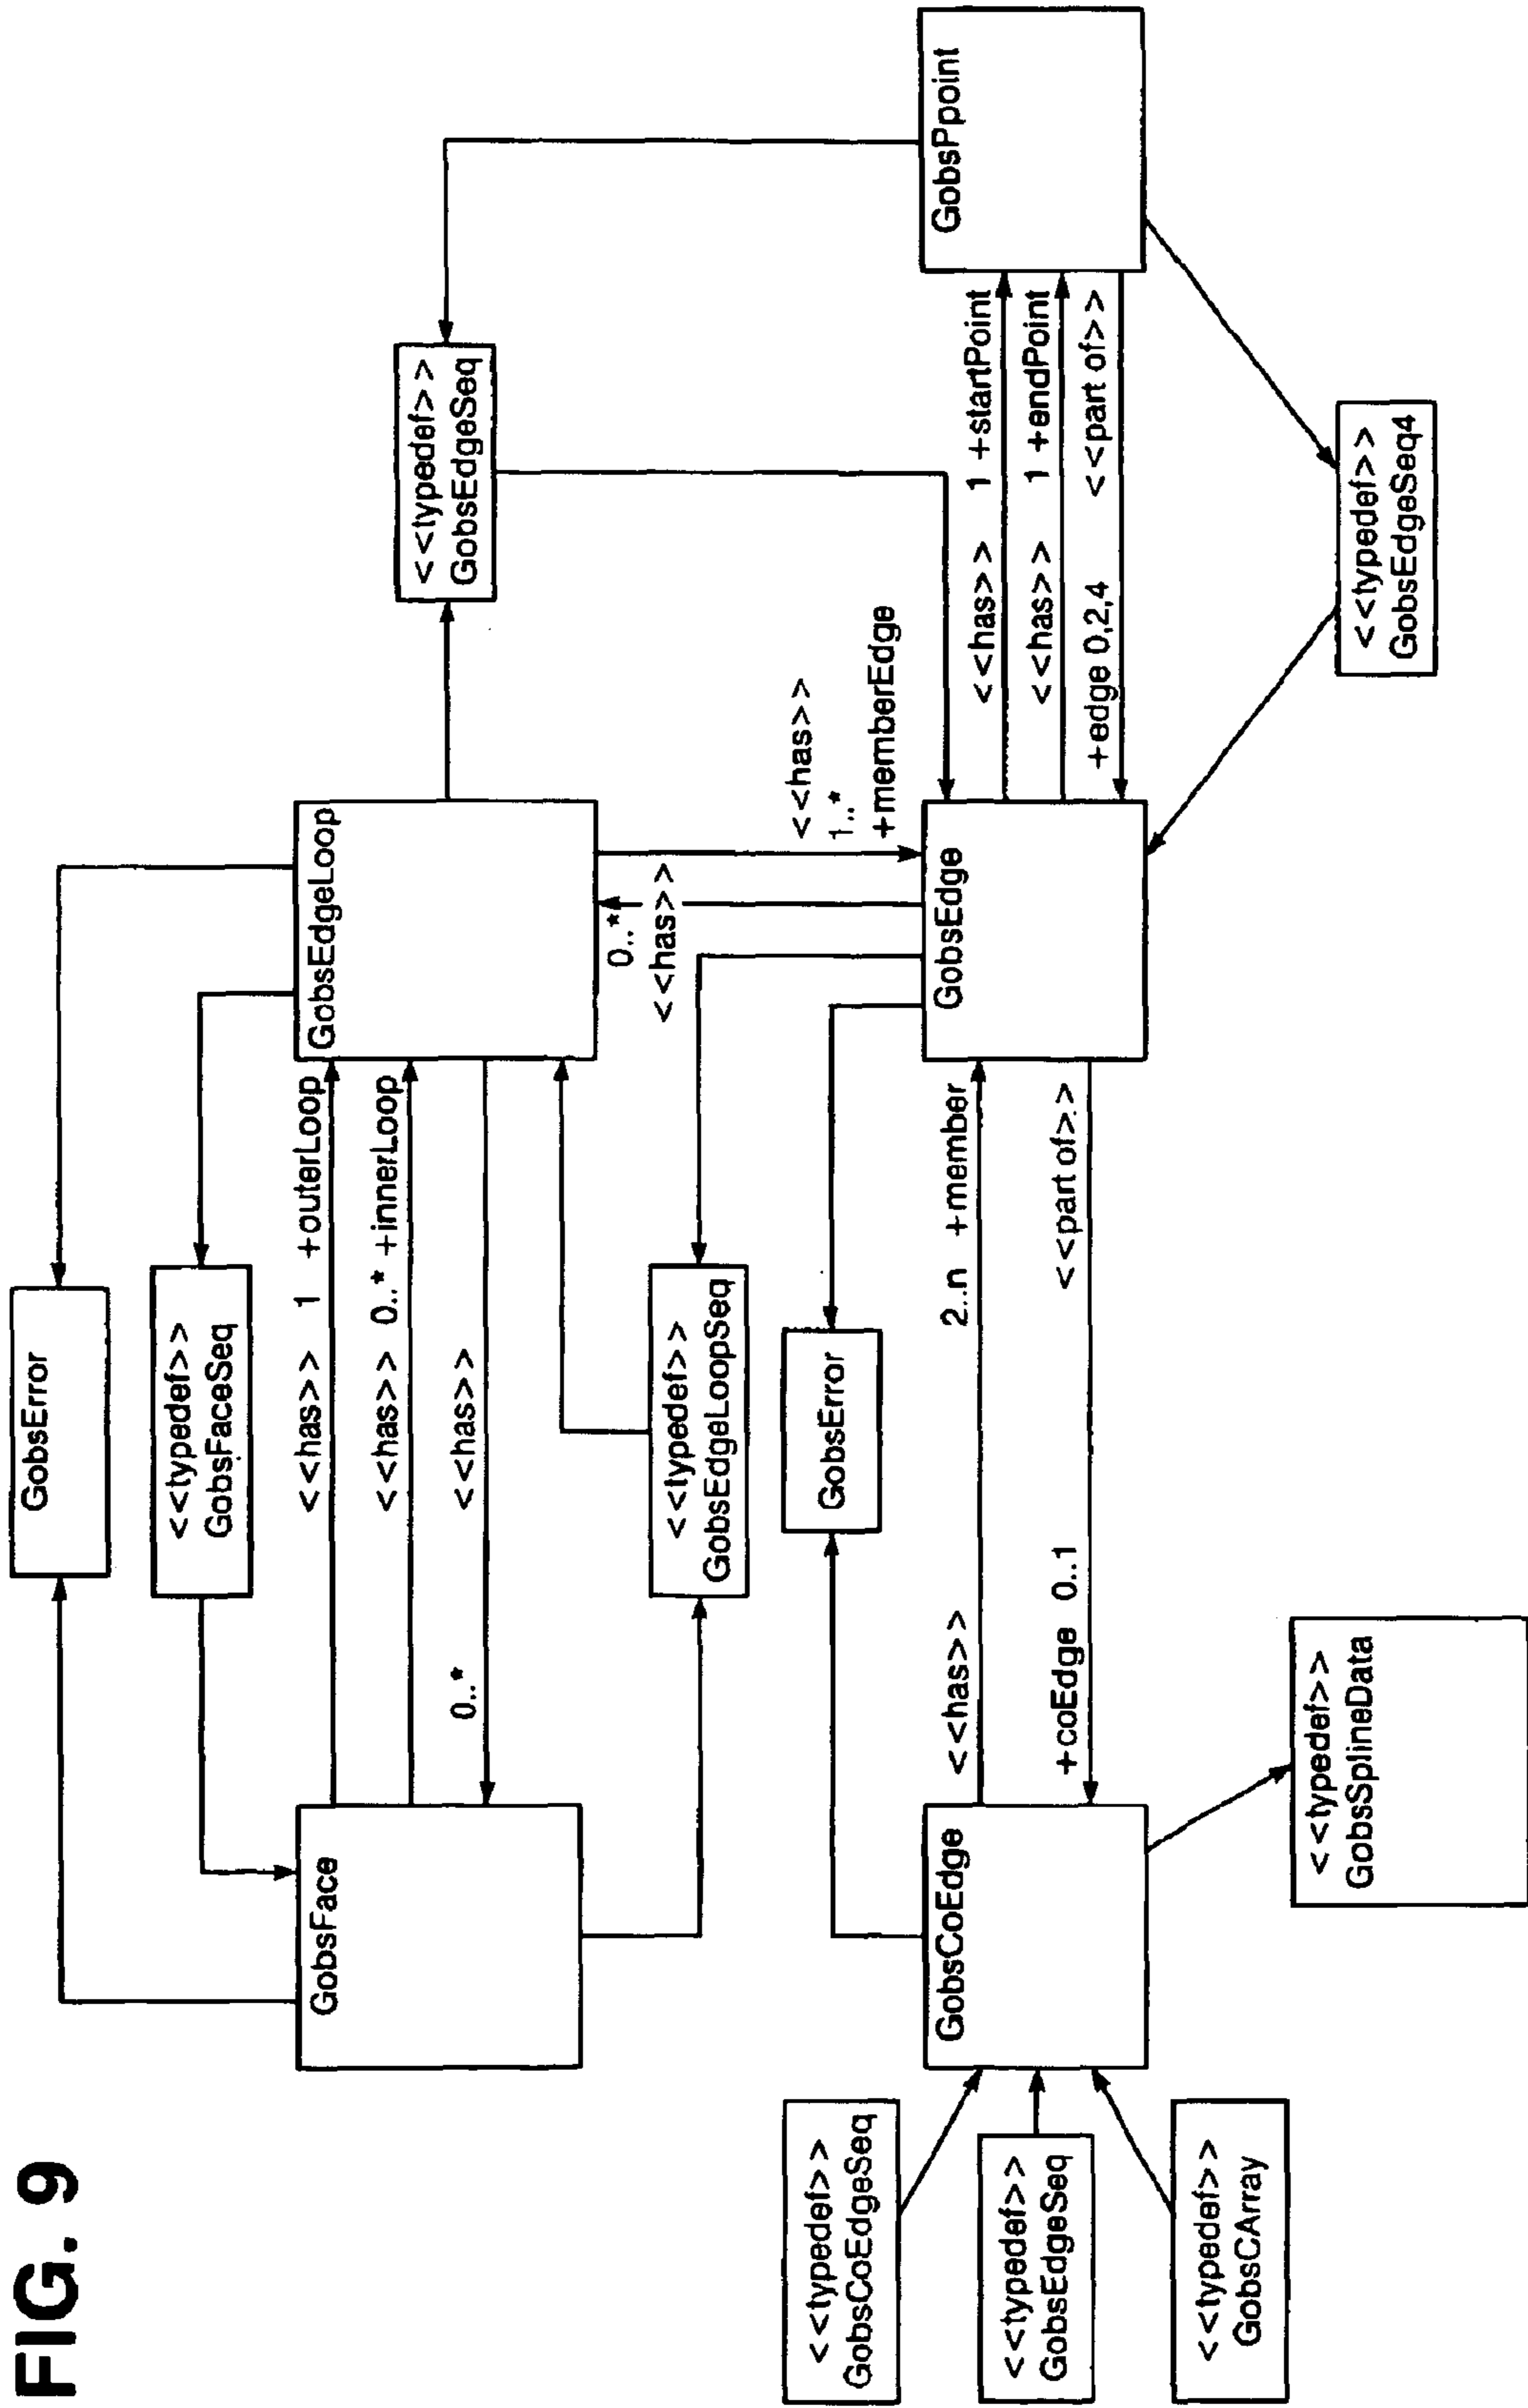 FIG. 9
GobsError
<<typedef>>
GobsFaceSeq
GobsFace
<<has>> 1 +outerLoop
<<has>> 0..* +innerLoop
<<has>>
0..*
GobsEdgeLoop
<<typedef>>
GobsEdgeSeq
<<typedef>>
GobsEdgeLoopSeq
0..*
<<has>>
<<has>>
1..*
+memberEdge
GobsError
<<typedef>>
GobsCoEdgeSeq
<<typedef>>
GobsEdgeSeq
<<typedef>>
GobsCArray
GobsCoEdge
<<has>> 2..n +member
+coEdge 0..1 <<part of>>
GobsEdge
<<has>> 1 +startPoint
<<has>> 1 +endPoint
+edge 0,2,4 <<part of>>
GobsPpoint
<<typedef>>
GobsSplineData
<<typedef>>
GobsEdgeSeq4